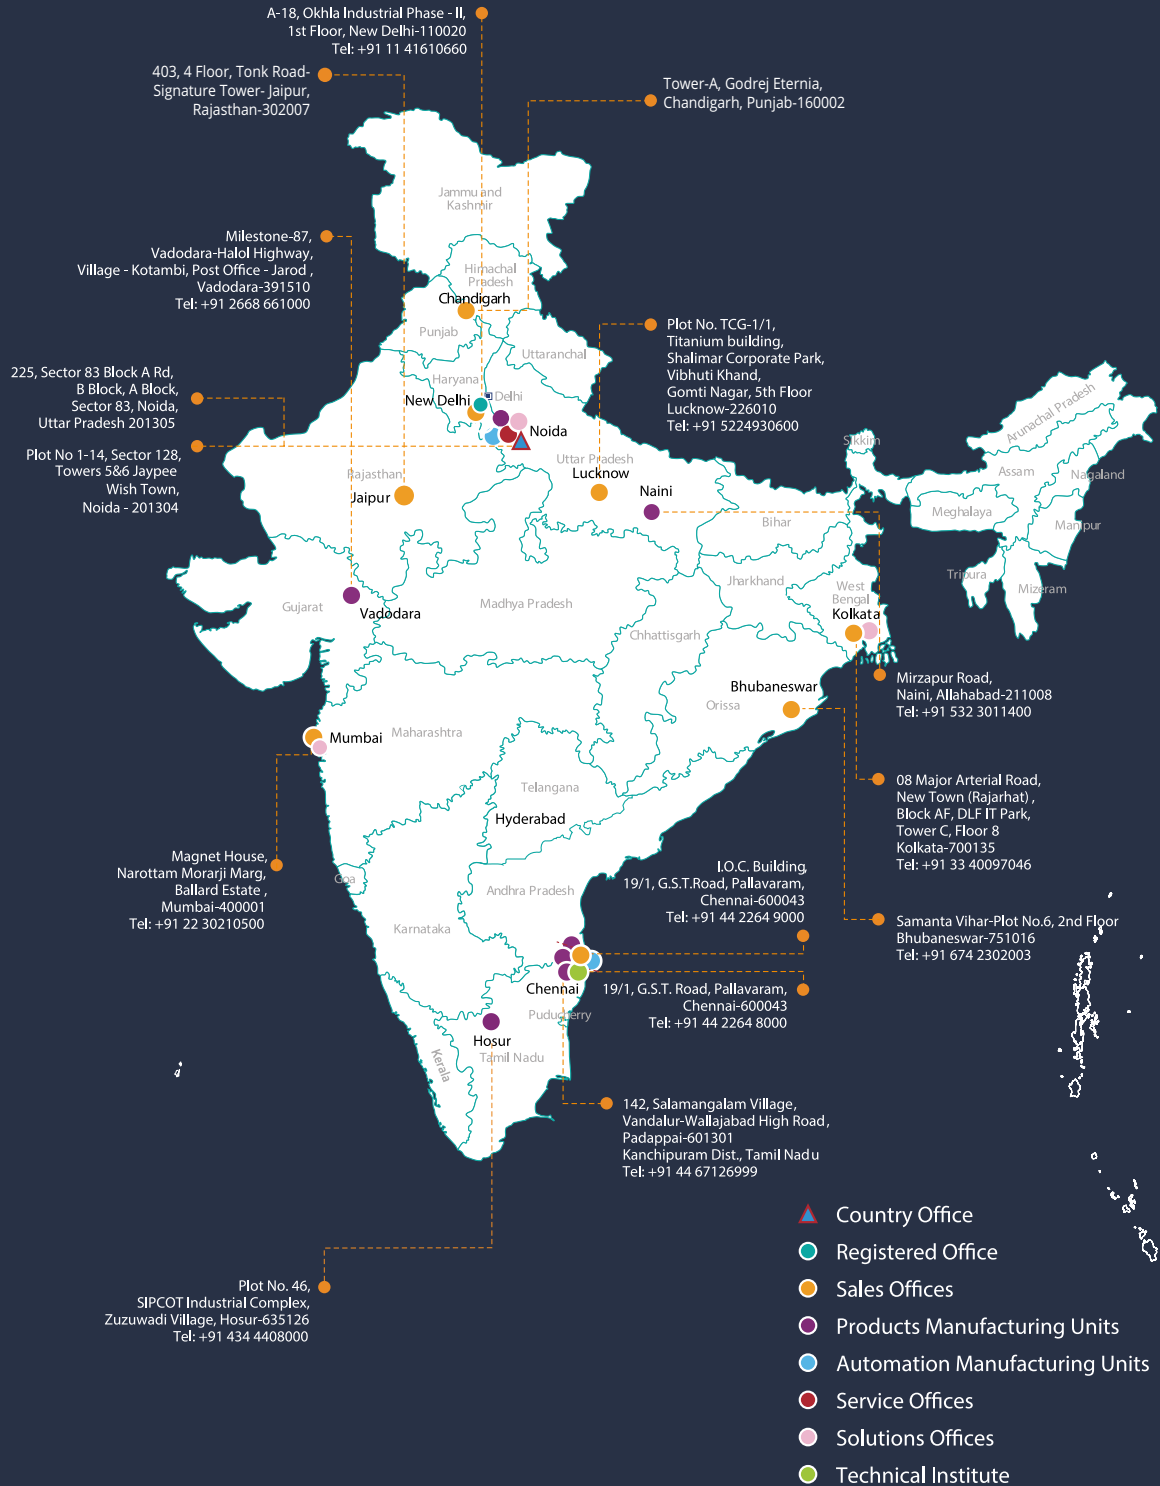 A-18, Okhla Industrial Phase - II,
1st Floor, New Delhi-110020
Tel: +91 11 41610660
403, 4 Floor, Tonk Road-
Signature Tower- Jaipur,
Rajasthan-302007
Tower-A, Godrej Eternia,
Chandigarh, Punjab-160002
Milestone-87,
Vadodara-Halol Highway,
Village - Kotambi, Post Office - Jarod ,
Vadodara-391510
Tel: +91 2668 661000
225, Sector 83 Block A Rd,
B Block, A Block,
Sector 83, Noida,
Uttar Pradesh 201305
Plot No 1-14, Sector 128,
Towers 5&6 Jaypee
Wish Town,
Noida - 201304
Plot No. TCG-1/1,
Titanium building,
Shalimar Corporate Park,
Vibhuti Khand,
Gomti Nagar, 5th Floor
Lucknow-226010
Tel: +91 5224930600
Jammu and
Kashmir
Himachal
Pradesh
Chandigarh
Punjab
Uttaranchal
Haryana
Delhi
New Delhi
Noida
Uttar Pradesh
Lucknow
Rajasthan
Jaipur
Naini
Bihar
Sikkim
Arunachal Pradesh
Assam
Nagaland
Meghalaya
Manipur
Tripura
Mizeram
Jharkhand
West
Bengal
Kolkata
Gujarat
Vadodara
Madhya Pradesh
Chhattisgarh
Bhubaneswar
Orissa
Mumbai
Maharashtra
Telangana
Hyderabad
Goa
Andhra Pradesh
Karnataka
Chennai
Puducherry
Hosur
Tamil Nadu
Kerala
Mirzapur Road,
Naini, Allahabad-211008
Tel: +91 532 3011400
08 Major Arterial Road,
New Town (Rajarhat) ,
Block AF, DLF IT Park,
Tower C, Floor 8
Kolkata-700135
Tel: +91 33 40097046
Magnet House,
Narottam Morarji Marg,
Ballard Estate ,
Mumbai-400001
Tel: +91 22 30210500
I.O.C. Building,
19/1, G.S.T.Road, Pallavaram,
Chennai-600043
Tel: +91 44 2264 9000
Samanta Vihar-Plot No.6, 2nd Floor
Bhubaneswar-751016
Tel: +91 674 2302003
19/1, G.S.T. Road, Pallavaram,
Chennai-600043
Tel: +91 44 2264 8000
142, Salamangalam Village,
Vandalur-Wallajabad High Road,
Padappai-601301
Kanchipuram Dist., Tamil Nadu
Tel: +91 44 67126999
Plot No. 46,
SIPCOT Industrial Complex,
Zuzuwadi Village, Hosur-635126
Tel: +91 434 4408000
Country Office
Registered Office
Sales Offices
Products Manufacturing Units
Automation Manufacturing Units
Service Offices
Solutions Offices
Technical Institute